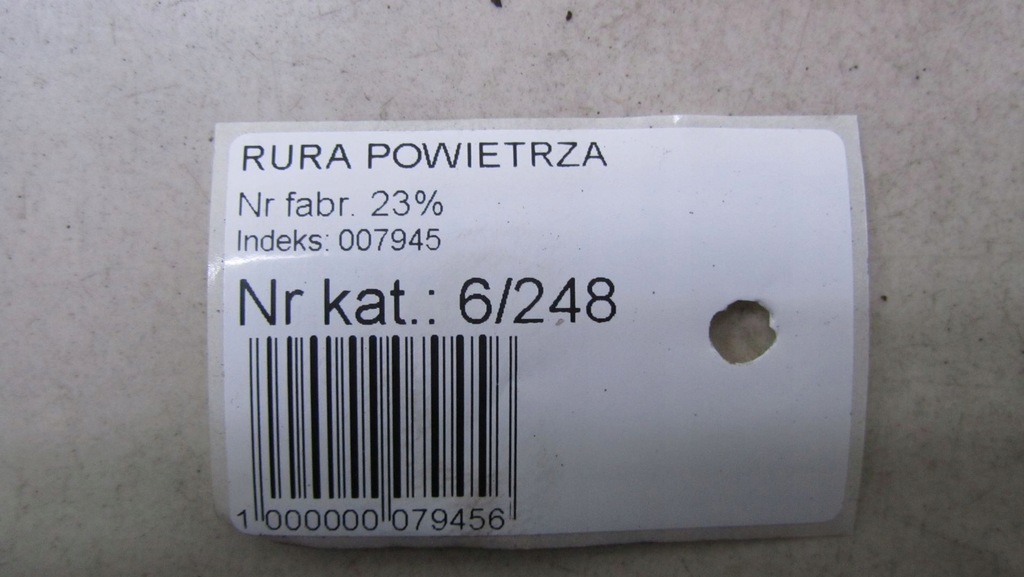 RURA POWIETRZA
Nr fabr. 23%
Indeks: 007945
Nr kat.: 6/248
1 000000 079456